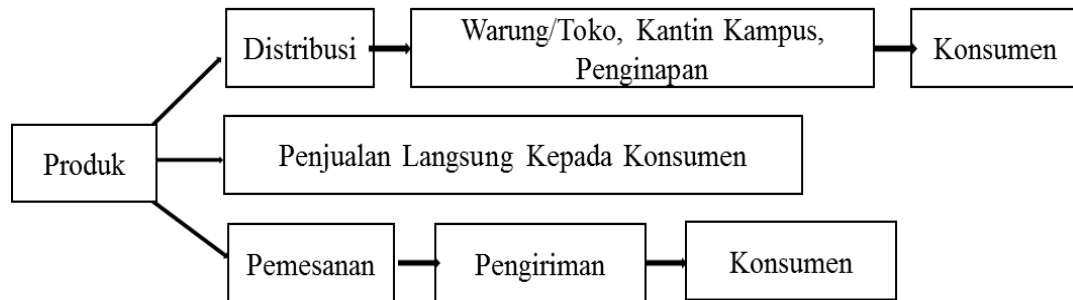 Distribusi
Warung/Toko, Kantin Kampus,
Penginapan
Konsumen
Produk
Penjualan Langsung Kepada Konsumen
Pemesanan
Pengiriman
Konsumen